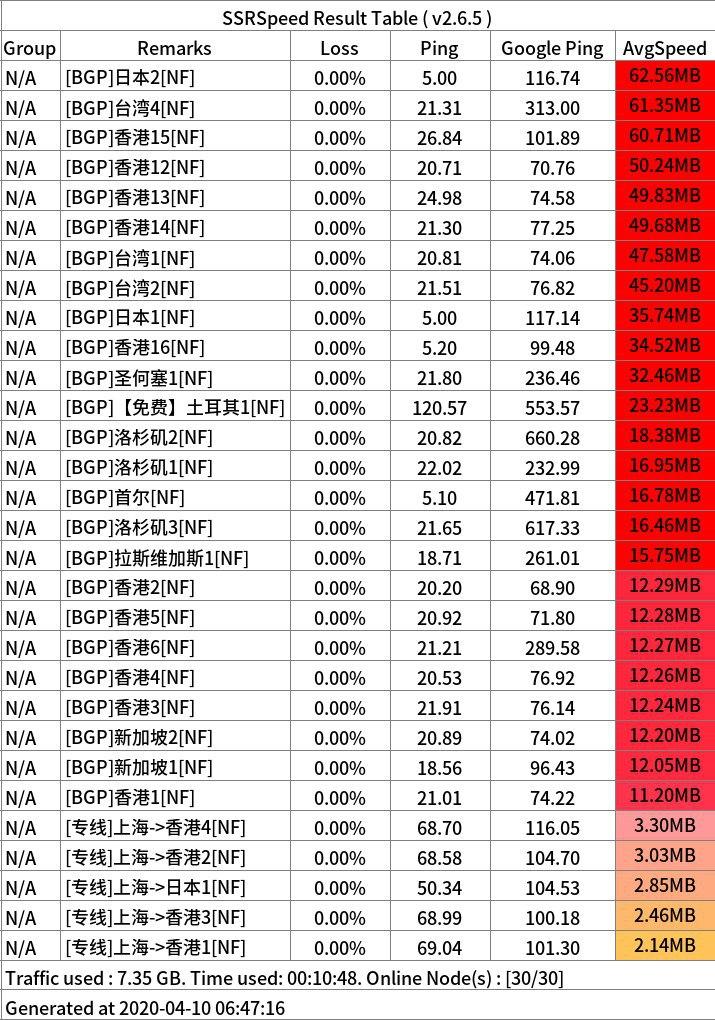 SSRSpeed Result Table ( v2.6.5 )
Group Remarks Loss Ping Google Ping AvgSpeed
N/A [BGP]日本2[NF] 0.00% 5.00 116.74 62.56MB
N/A [BGP]台湾4[NF] 0.00% 21.31 313.00 61.35MB
N/A [BGP]香港15[NF] 0.00% 26.84 101.89 60.71MB
N/A [BGP]香港12[NF] 0.00% 20.71 70.76 50.24MB
N/A [BGP]香港13[NF] 0.00% 24.98 74.58 49.83MB
N/A [BGP]香港14[NF] 0.00% 21.30 77.25 49.68MB
N/A [BGP]台湾1[NF] 0.00% 20.81 74.06 47.58MB
N/A [BGP]台湾2[NF] 0.00% 21.51 76.82 45.20MB
N/A [BGP]日本1[NF] 0.00% 5.00 117.14 35.74MB
N/A [BGP]香港16[NF] 0.00% 5.20 99.48 34.52MB
N/A [BGP]圣何塞1[NF] 0.00% 21.80 236.46 32.46MB
N/A [BGP]【免费】土耳其1[NF] 0.00% 120.57 553.57 23.23MB
N/A [BGP]洛杉矶2[NF] 0.00% 20.82 660.28 18.38MB
N/A [BGP]洛杉矶1[NF] 0.00% 22.02 232.99 16.95MB
N/A [BGP]首尔[NF] 0.00% 5.10 471.81 16.78MB
N/A [BGP]洛杉矶3[NF] 0.00% 21.65 617.33 16.46MB
N/A [BGP]拉斯维加斯1[NF] 0.00% 18.71 261.01 15.75MB
N/A [BGP]香港2[NF] 0.00% 20.20 68.90 12.29MB
N/A [BGP]香港5[NF] 0.00% 20.92 71.80 12.28MB
N/A [BGP]香港6[NF] 0.00% 21.21 289.58 12.27MB
N/A [BGP]香港4[NF] 0.00% 20.53 76.92 12.26MB
N/A [BGP]香港3[NF] 0.00% 21.91 76.14 12.24MB
N/A [BGP]新加坡2[NF] 0.00% 20.89 74.02 12.20MB
N/A [BGP]新加坡1[NF] 0.00% 18.56 96.43 12.05MB
N/A [BGP]香港1[NF] 0.00% 21.01 74.22 11.20MB
N/A [专线]上海->香港4[NF] 0.00% 68.70 116.05 3.30MB
N/A [专线]上海->香港2[NF] 0.00% 68.58 104.70 3.03MB
N/A [专线]上海->日本1[NF] 0.00% 50.34 104.53 2.85MB
N/A [专线]上海->香港3[NF] 0.00% 68.99 100.18 2.46MB
N/A [专线]上海->香港1[NF] 0.00% 69.04 101.30 2.14MB
Traffic used : 7.35 GB. Time used: 00:10:48. Online Node(s) : [30/30]
Generated at 2020-04-10 06:47:16